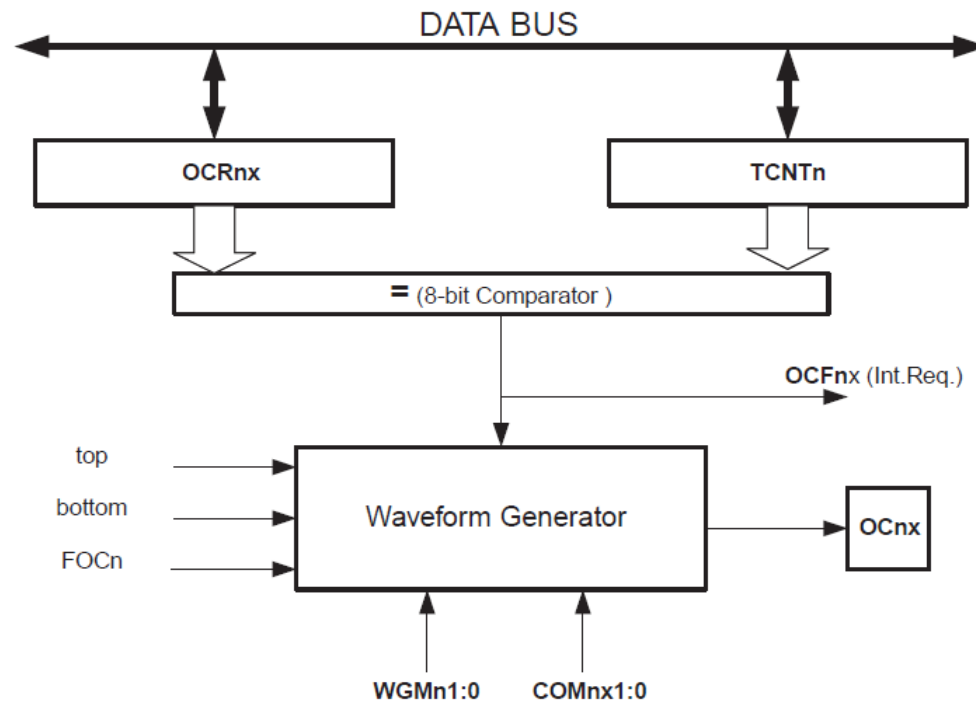 DATA BUS
OCRnx
TCNTn
= (8-bit Comparator )
OCFnx (Int.Req.)
top
bottom
FOCn
Waveform Generator
OCnx
WGMn1:0
COMnx1:0